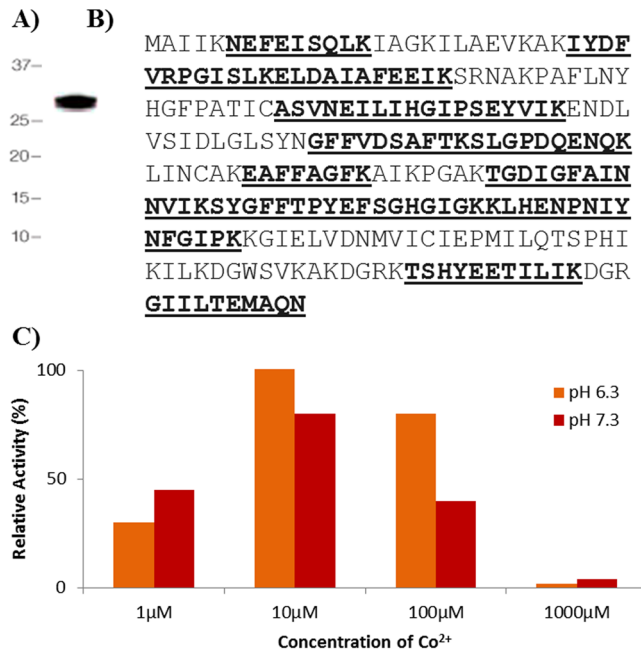 A) B)
37–
25 –
20 –
15–
10–
MAIIKNEFEISQLKIAGKILAEVKAKIYDF
VRPGISLKELDAIAFEEIKSRNAKPAFLNY
HGFPATICASVNEILIHGIPSEYVIKENDL
VSIDLGLSYNGFFVDSAFTKSLGPDQENQK
LINCAKEAFFAGFKAIKPGAKTGDIGFAIN
NVIKSYGFFTPYEFSGHGIGKKLHENPNIY
NFGIPKKGIELVDNMVICIEPMILQTSPHI
KILKDGWSVKAKDGRKTSHYEETILIKDGR
GIILTEMAQN
C)
Relative Activity (%)
100
50
0
pH 6.3
pH 7.3
1µM 10µM 100µM 1000µM
Concentration of Co²⁺